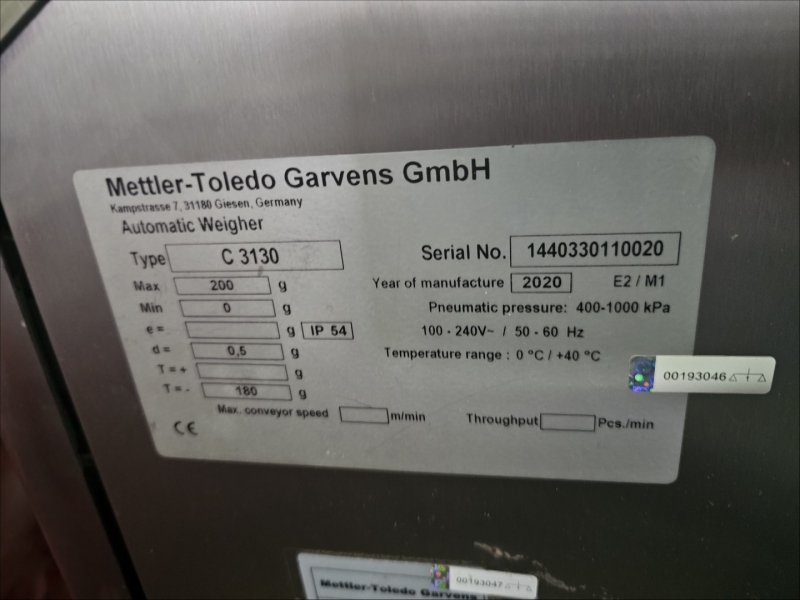 Mettler-Toledo Garvens GmbH
Kampstrasse 7, 31180 Giesen, Germany
Automatic Weigher
Type C 3130
Serial No. 1440330110020
Max 200 g
Year of manufacture 2020 E2 / M1
Min 0 g
Pneumatic pressure: 400-1000 kPa
e = g IP 54
100 - 240V~ / 50 - 60 Hz
d = 0,5 g
Temperature range : 0 °C / +40 °C
T = + g
T = - 180 g
00193046
Max. conveyor speed m/min
Throughput Pcs./min
CE
Mettler-Toledo Garvens
00193047